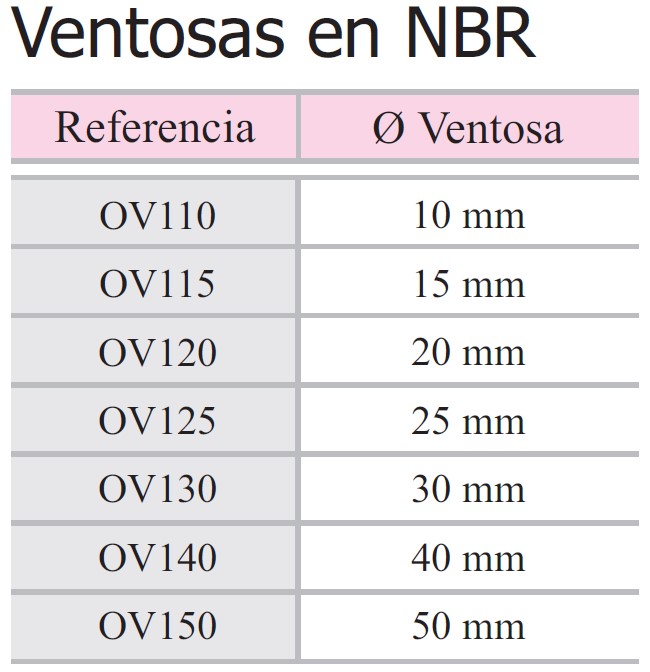 Ventosas en NBR
Referencia Ø Ventosa
OV110 10 mm
OV115 15 mm
OV120 20 mm
OV125 25 mm
OV130 30 mm
OV140 40 mm
OV150 50 mm